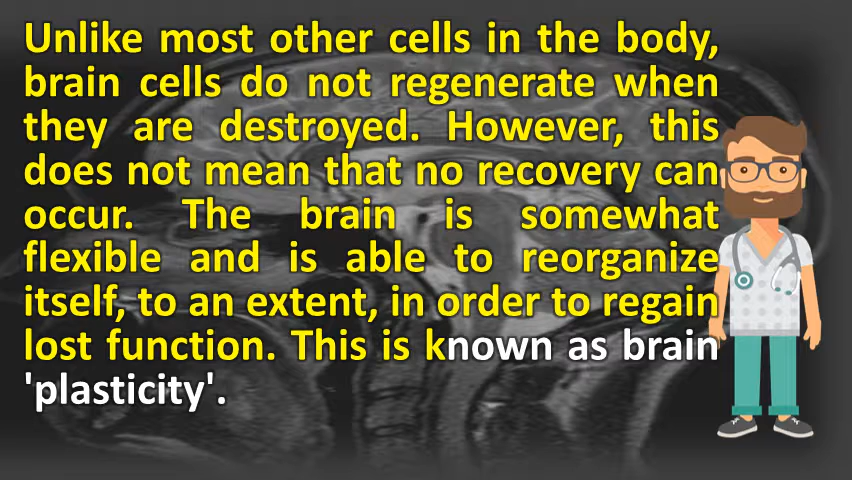 Unlike most other cells in the body,
brain cells do not regenerate when
they are destroyed. However, this
does not mean that no recovery can
occur. The brain is somewhat
flexible and is able to reorganize
itself, to an extent, in order to regain
lost function. This is known as brain
'plasticity'.